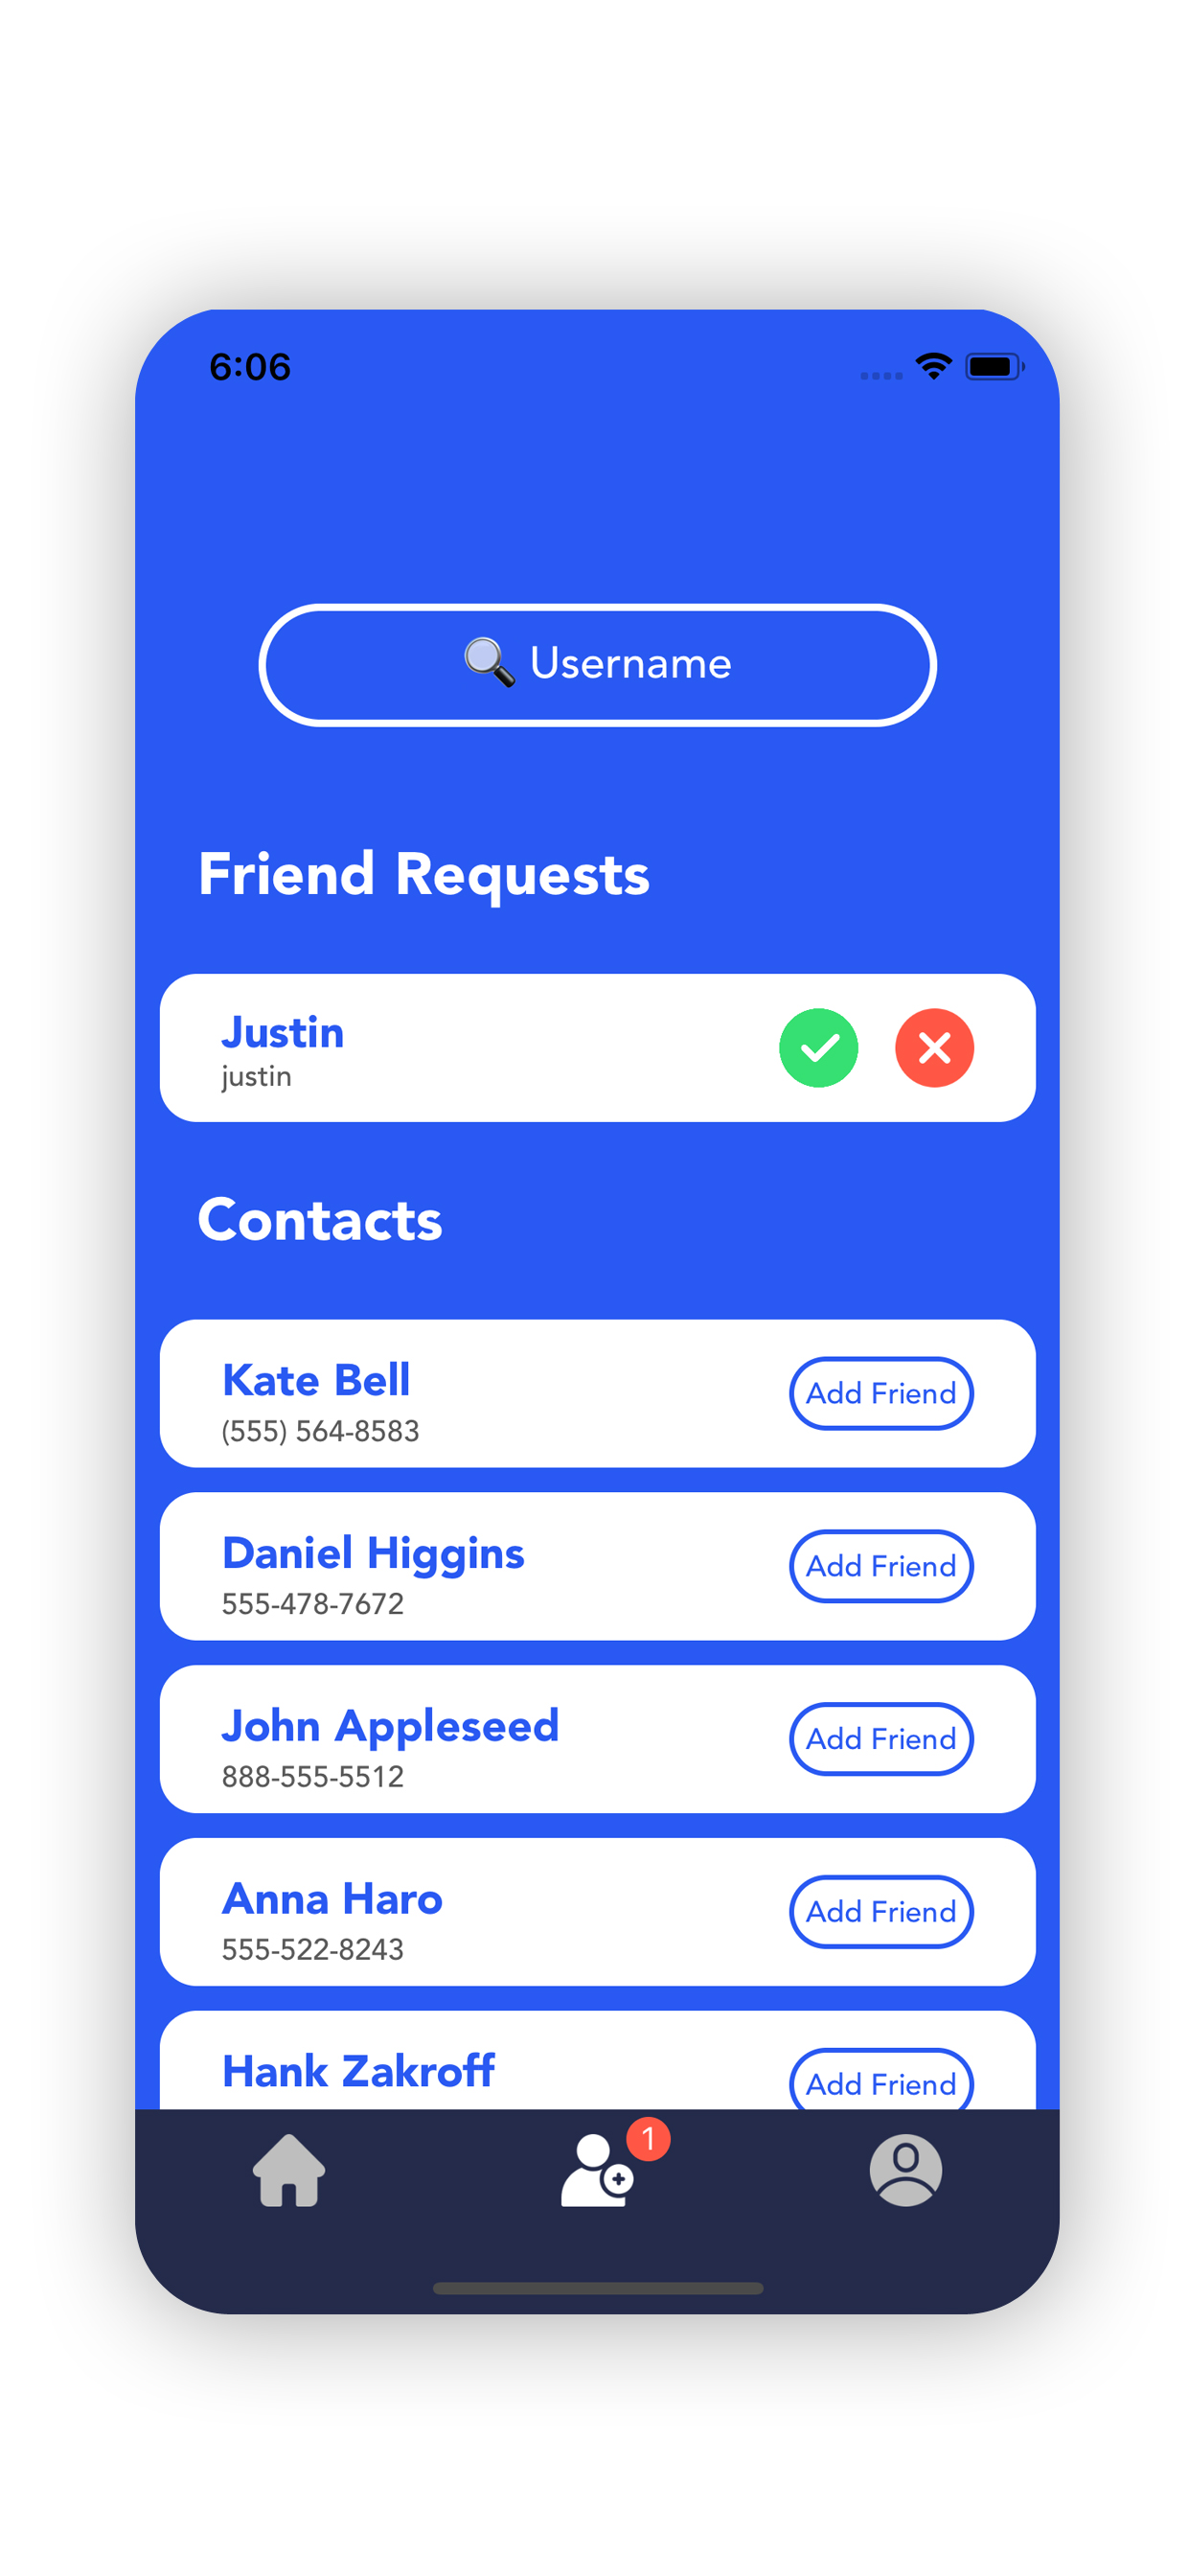 6:06
🔍 Username
Friend Requests
Justin
justin
Contacts
Kate Bell
Add Friend
(555) 564-8583
Daniel Higgins
Add Friend
555-478-7672
John Appleseed
Add Friend
888-555-5512
Anna Haro
Add Friend
555-522-8243
Hank Zakroff
Add Friend
1